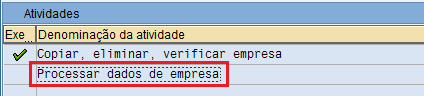 Atividades
Exe... Denominação da atividade
Copiar, eliminar, verificar empresa
Processar dados de empresa